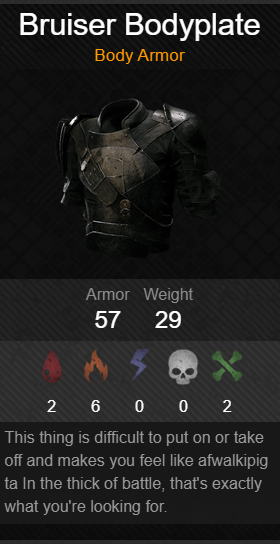 Bruiser Bodyplate
Body Armor
Armor Weight
57 29
2 6 0 0 2
This thing is difficult to put on or take
off and makes you feel like afwalkipig
ta In the thick of battle, that's exactly
what you're looking for.